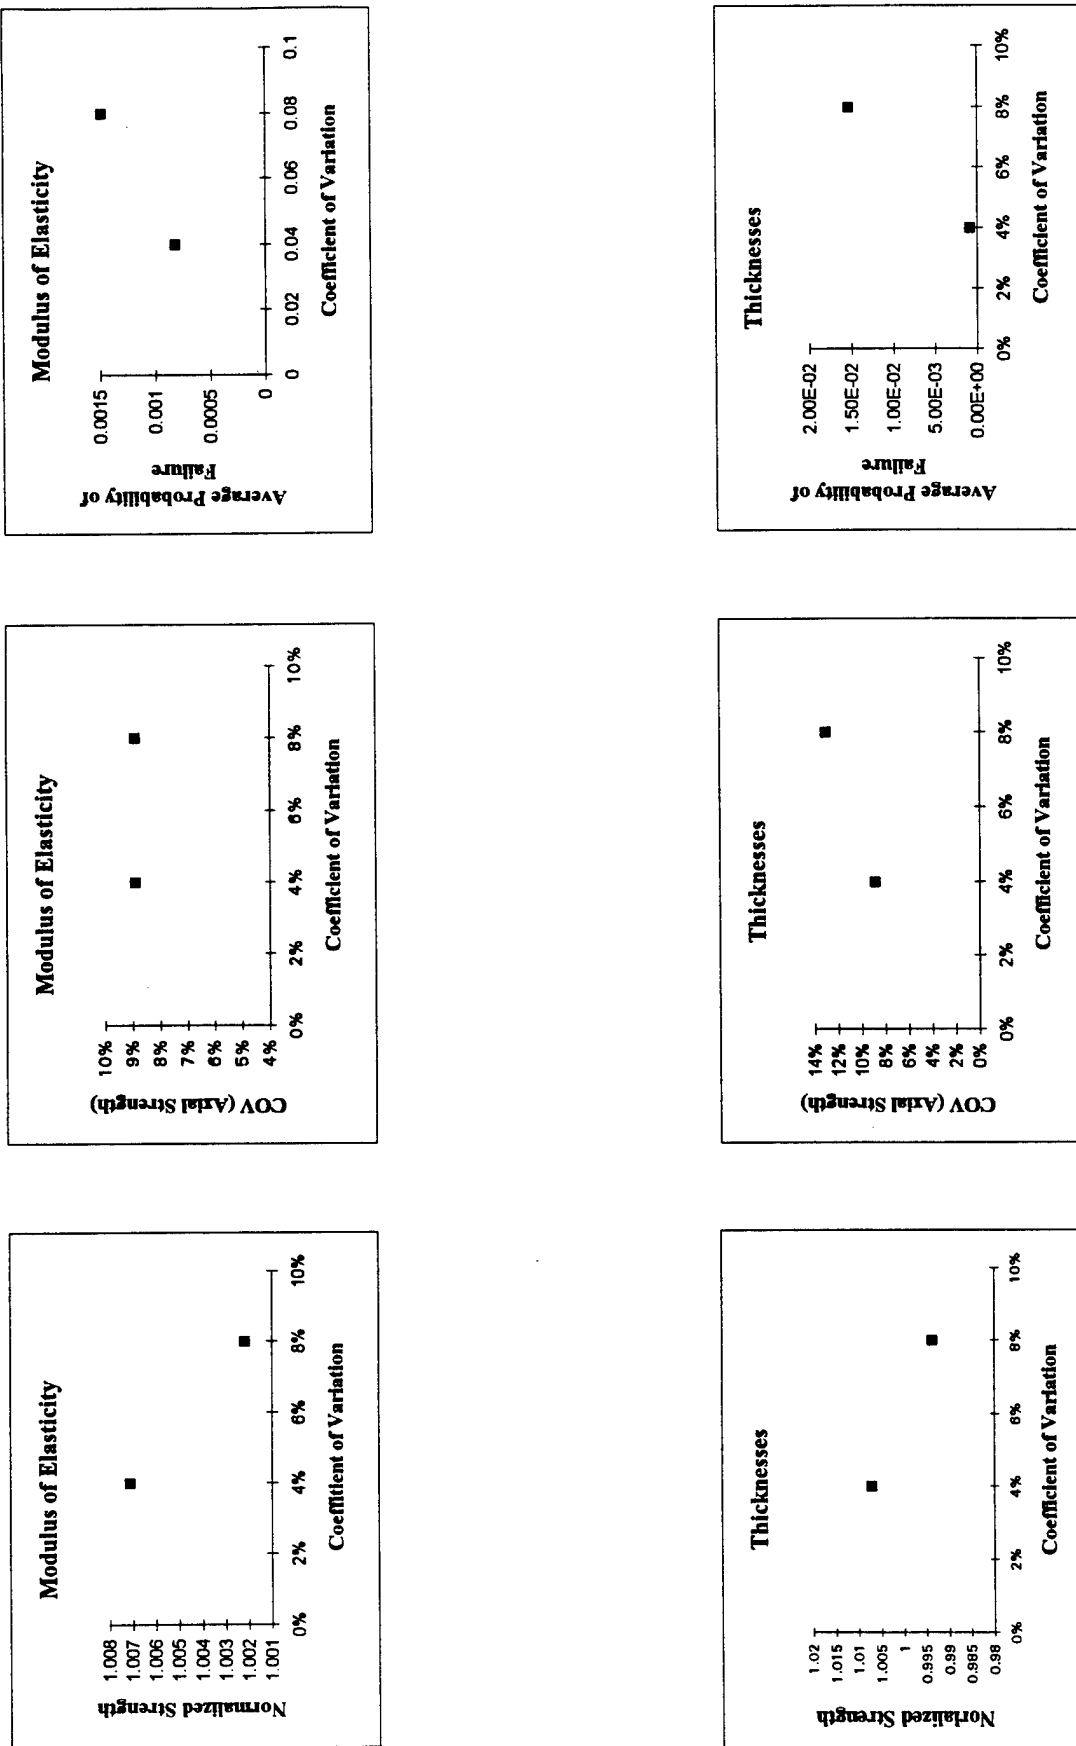 Modulus of Elasticity
Normalized Strength
1.008
1.007
1.006
1.005
1.004
1.003
1.002
1.001
0%
2%
4%
6%
8%
10%
Coeffitient of Variation
Modulus of Elasticity
COV (Axial Strength)
10%
9%
8%
7%
6%
5%
4%
0%
2%
4%
6%
8%
10%
Coefficient of Variation
Modulus of Elasticity
Average Probability of
Failure
0.0015
0.001
0.0005
0
0
0.02
0.04
0.06
0.08
0.1
Coefficient of Variation
Thicknesses
Norlalized Strength
1.02
1.015
1.01
1.005
1
0.995
0.99
0.985
0.98
0%
2%
4%
6%
8%
10%
Coefficient of Variation
Thicknesses
COV (Axial Strength)
14%
12%
10%
8%
6%
4%
2%
0%
0%
2%
4%
6%
8%
10%
Coefficient of Variation
Thicknesses
Average Probability of
Failure
2.00E-02
1.50E-02
1.00E-02
5.00E-03
0.00E+00
0%
2%
4%
6%
8%
10%
Coefficient of Variation